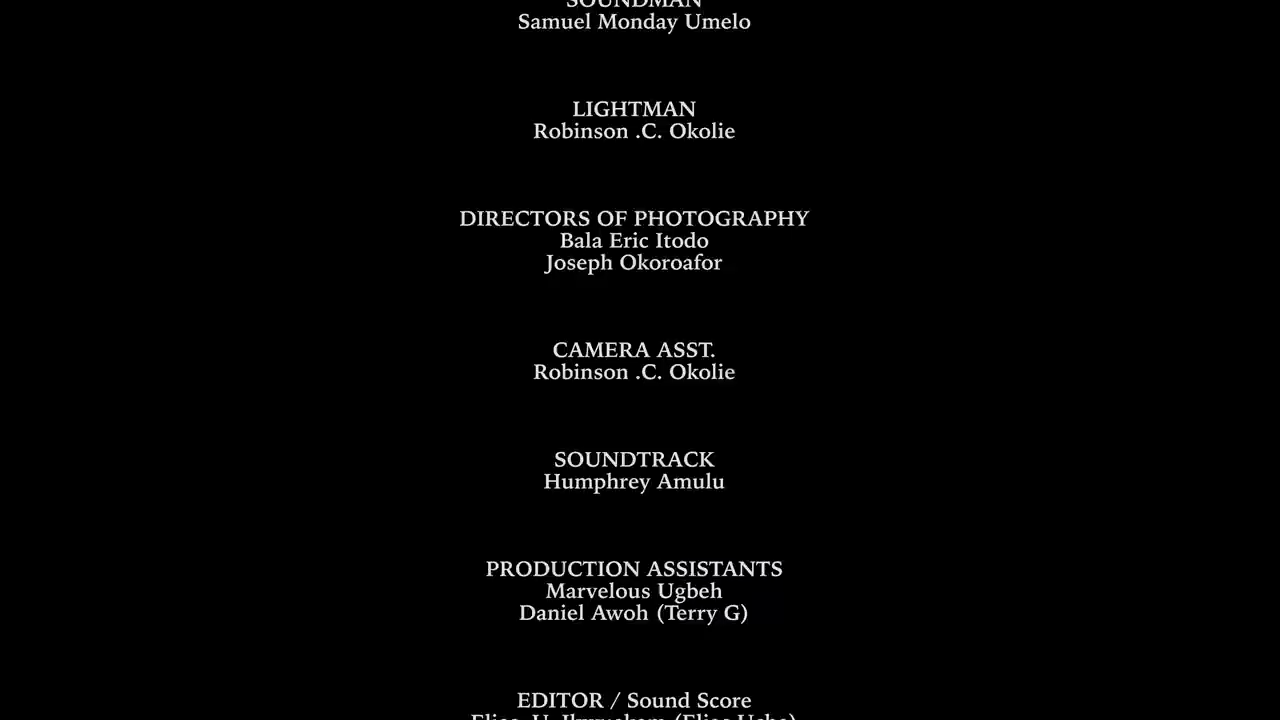 SOUNDMAN
Samuel Monday Umelo
LIGHTMAN
Robinson .C. Okolie
DIRECTORS OF PHOTOGRAPHY
Bala Eric Itodo
Joseph Okoroafor
CAMERA ASST.
Robinson .C. Okolie
SOUNDTRACK
Humphrey Amulu
PRODUCTION ASSISTANTS
Marvelous Ugbeh
Daniel Awoh (Terry G)
EDITOR / Sound Score